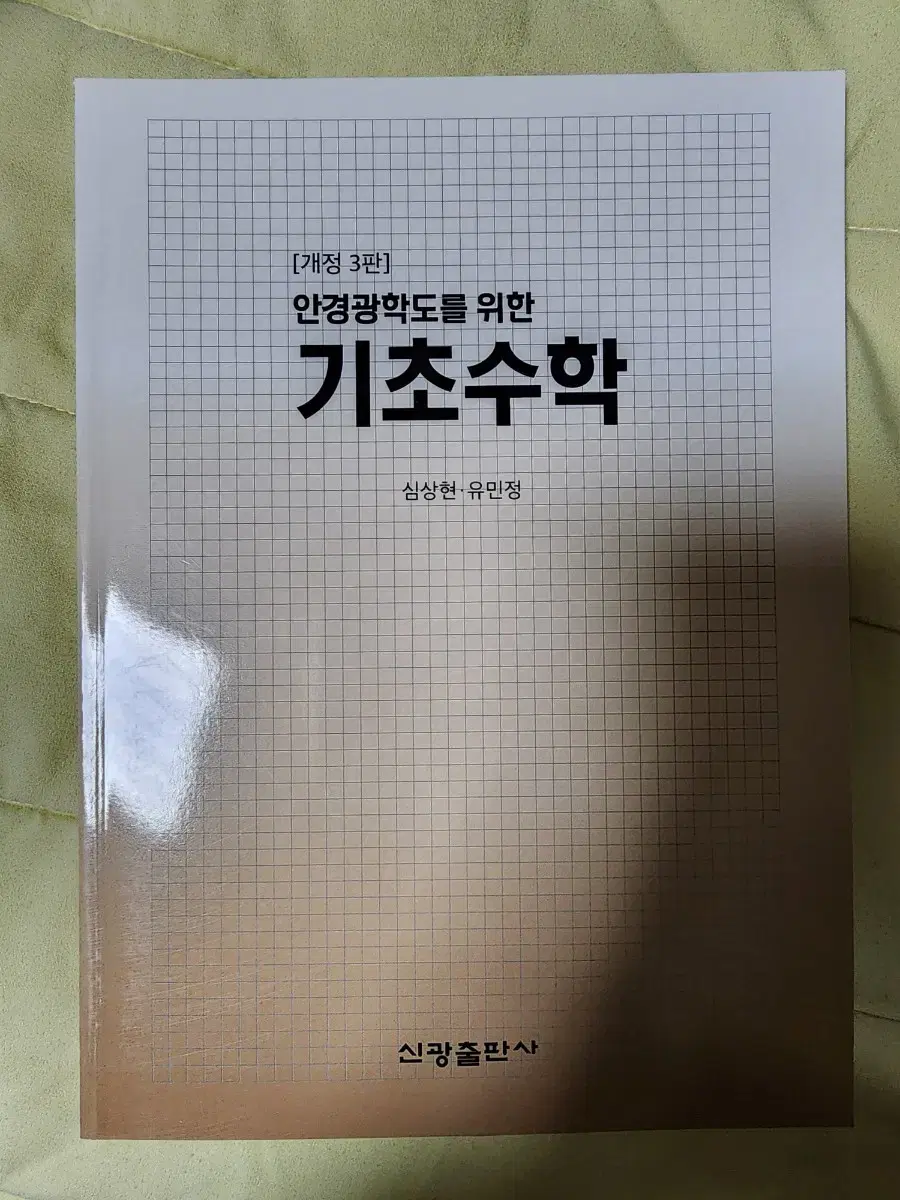 [개정 3판]
안경광학도를 위한
기초수학
심상현·유민정
신광출판사